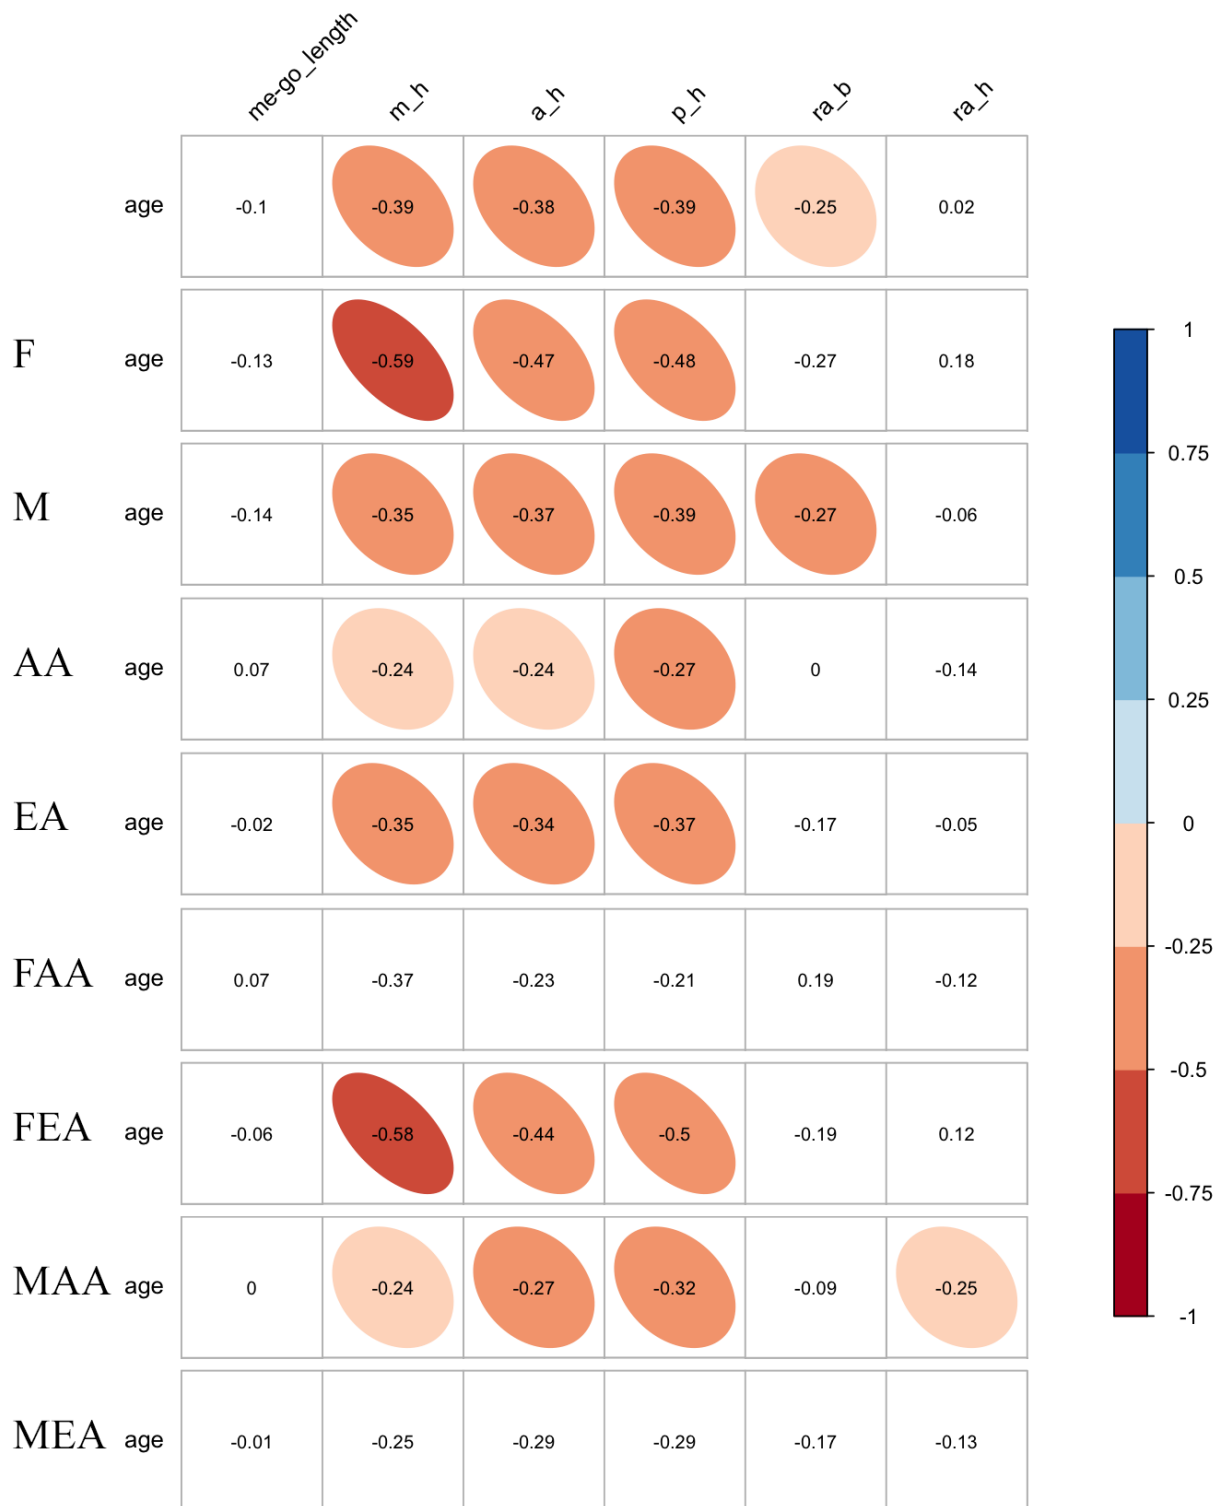 me-go_length m_h a_h p_h ra_b ra_h
age -0.1 -0.39 -0.38 -0.39 -0.25 0.02
F age -0.13 -0.59 -0.47 -0.48 -0.27 0.18
M age -0.14 -0.35 -0.37 -0.39 -0.27 -0.06
AA age 0.07 -0.24 -0.24 -0.27 0 -0.14
EA age -0.02 -0.35 -0.34 -0.37 -0.17 -0.05
FAA age 0.07 -0.37 -0.23 -0.21 0.19 -0.12
FEA age -0.06 -0.58 -0.44 -0.5 -0.19 0.12
MAA age 0 -0.24 -0.27 -0.32 -0.09 -0.25
MEA age -0.01 -0.25 -0.29 -0.29 -0.17 -0.13
1
0.75
0.5
0.25
0
-0.25
-0.5
-0.75
-1